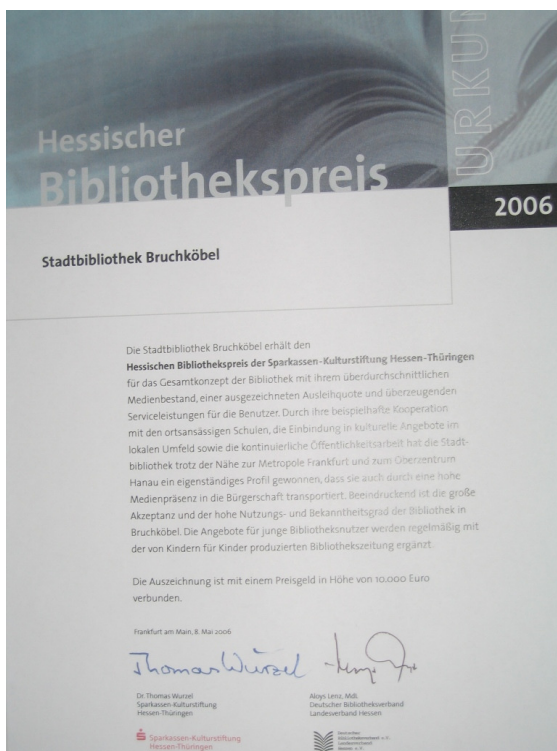 URKUN
Hessischer
Bibliothekspreis
2006
Stadtbibliothek Bruchköbel
Die Stadtbibliothek Bruchköbel erhält den
Hessischen Bibliothekspreis der Sparkassen-Kulturstiftung Hessen-Thüringen
für das Gesamtkonzept der Bibliothek mit ihrem überdurchschnittlichen
Medienbestand, einer ausgezeichneten Ausleihquote und überzeugenden
Serviceleistungen für die Benutzer. Durch ihre beispielhafte Kooperation
mit den ortsansässigen Schulen, die Einbindung in kulturelle Angebote im
lokalen Umfeld sowie die kontinuierliche Öffentlichkeitsarbeit hat die Stadt-
bibliothek trotz der Nähe zur Metropole Frankfurt und zum Oberzentrum
Hanau ein eigenständiges Profil gewonnen, dass sie auch durch eine hohe
Medienpräsenz in die Bürgerschaft transportiert. Beeindruckend ist die große
Akzeptanz und der hohe Nutzungs- und Bekanntheitsgrad der Bibliothek in
Bruchköbel. Die Angebote für junge Bibliotheksnutzer werden regelmäßig mit
der von Kindern für Kinder produzierten Bibliothekszeitung ergänzt.
Die Auszeichnung ist mit einem Preisgeld in Höhe von 10.000 Euro
verbunden.
Frankfurt am Main, 8. Mai 2006
Thomas Wurzel
Dr. Thomas Wurzel
Sparkassen-Kulturstiftung
Hessen-Thüringen
Aloys Lenz, MdL
Deutscher Bibliotheksverband
Landesverband Hessen
Sparkassen-Kulturstiftung
Hessen-Thüringen